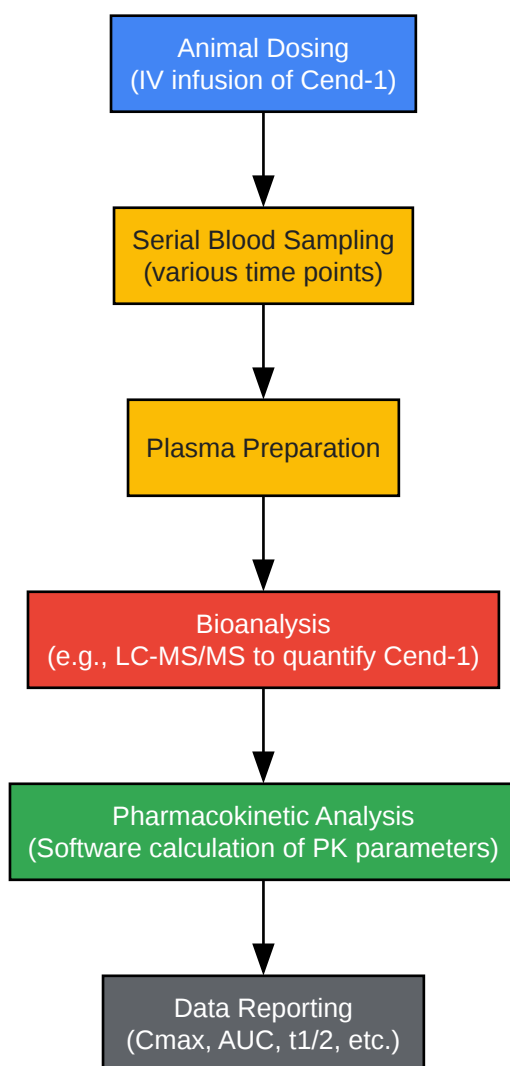 Animal Dosing
(IV infusion of Cend-1)
Serial Blood Sampling
(various time points)
Plasma Preparation
Bioanalysis
(e.g., LC-MS/MS to quantify Cend-1)
Pharmacokinetic Analysis
(Software calculation of PK parameters)
Data Reporting
(Cmax, AUC, t1/2, etc.)